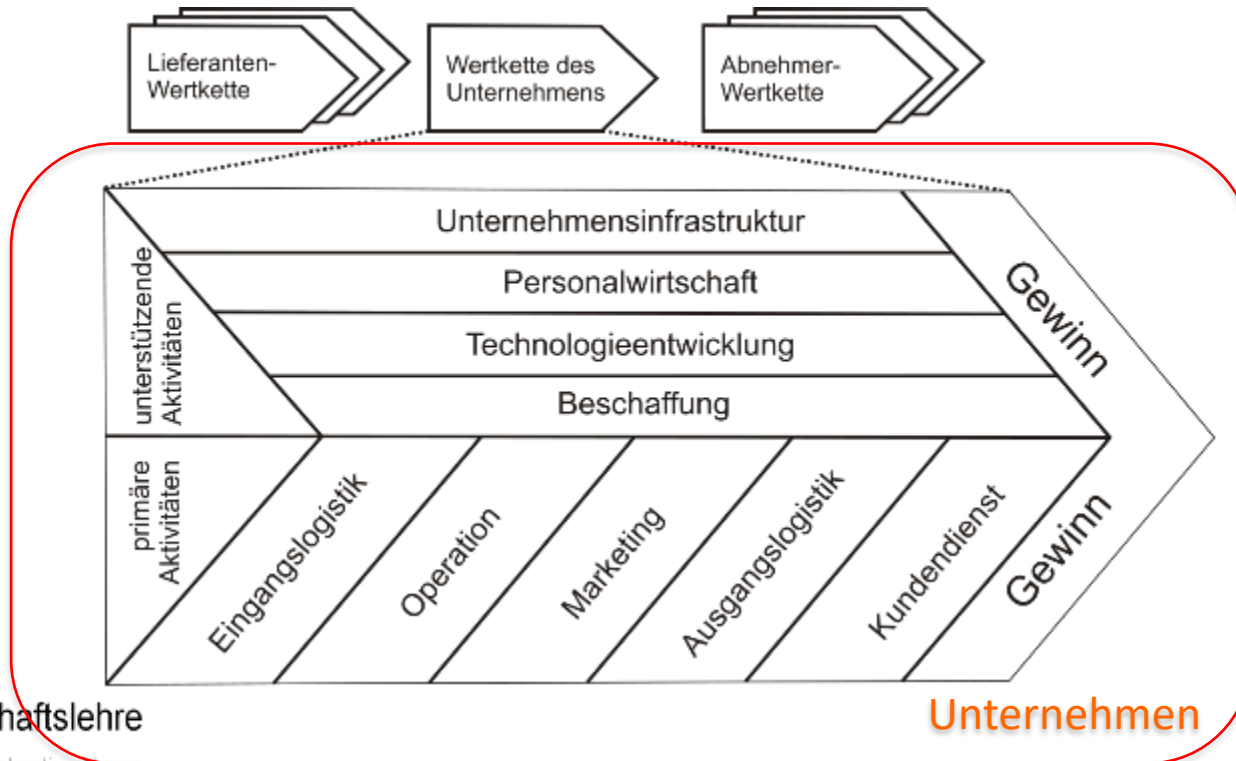 Lieferanten-
Wertkette
Wertkette des
Unternehmens
Abnehmer-
Wertkette
unterstützende
Aktivitäten
Unternehmensinfrastruktur
Personalwirtschaft
Technologieentwicklung
Beschaffung
Gewinn
primäre
Aktivitäten
Eingangslogistik
Operation
Marketing
Ausgangslogistik
Kundendienst
Gewinn
haftslehre
Unternehmen